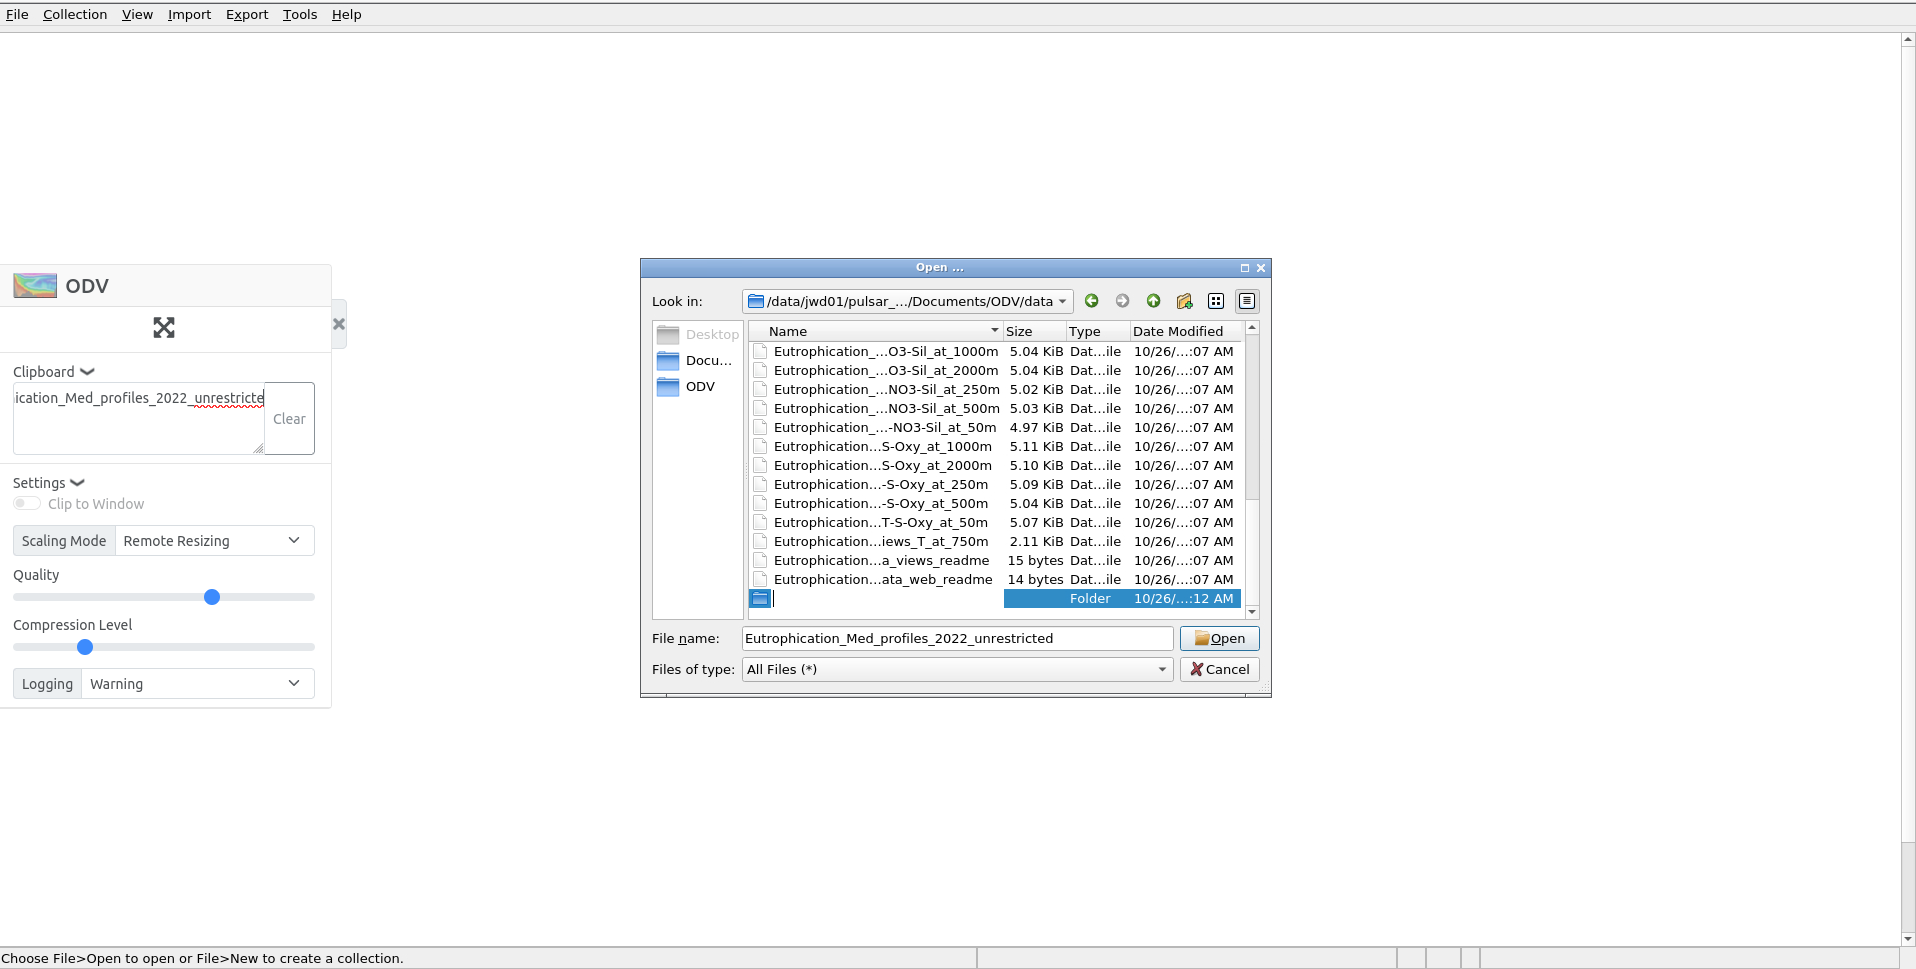 File Collection View Import Export Tools Help
ODV
Clipboard
ication_Med_profiles_2022_unrestricte
Clear
Settings
Clip to Window
Scaling Mode Remote Resizing
Quality
Compression Level
Logging Warning
Open ...
Look in: /data/jwd01/pulsar_.../Documents/ODV/data
Desktop
Docu...
ODV
Name Size Type Date Modified
Eutrophication_...O3-Sil_at_1000m 5.04 KiB Dat...ile 10/26/...:07 AM
Eutrophication_...O3-Sil_at_2000m 5.04 KiB Dat...ile 10/26/...:07 AM
Eutrophication_...NO3-Sil_at_250m 5.02 KiB Dat...ile 10/26/...:07 AM
Eutrophication_...NO3-Sil_at_500m 5.03 KiB Dat...ile 10/26/...:07 AM
Eutrophication_...-NO3-Sil_at_50m 4.97 KiB Dat...ile 10/26/...:07 AM
Eutrophication...S-Oxy_at_1000m 5.11 KiB Dat...ile 10/26/...:07 AM
Eutrophication...S-Oxy_at_2000m 5.10 KiB Dat...ile 10/26/...:07 AM
Eutrophication...-S-Oxy_at_250m 5.09 KiB Dat...ile 10/26/...:07 AM
Eutrophication...-S-Oxy_at_500m 5.04 KiB Dat...ile 10/26/...:07 AM
Eutrophication...T-S-Oxy_at_50m 5.07 KiB Dat...ile 10/26/...:07 AM
Eutrophication...iews_T_at_750m 2.11 KiB Dat...ile 10/26/...:07 AM
Eutrophication...a_views_readme 15 bytes Dat...ile 10/26/...:07 AM
Eutrophication...ata_web_readme 14 bytes Dat...ile 10/26/...:07 AM
Folder 10/26/...:12 AM
File name: Eutrophication_Med_profiles_2022_unrestricted Open
Files of type: All Files (*) Cancel
Choose File>Open to open or File>New to create a collection.